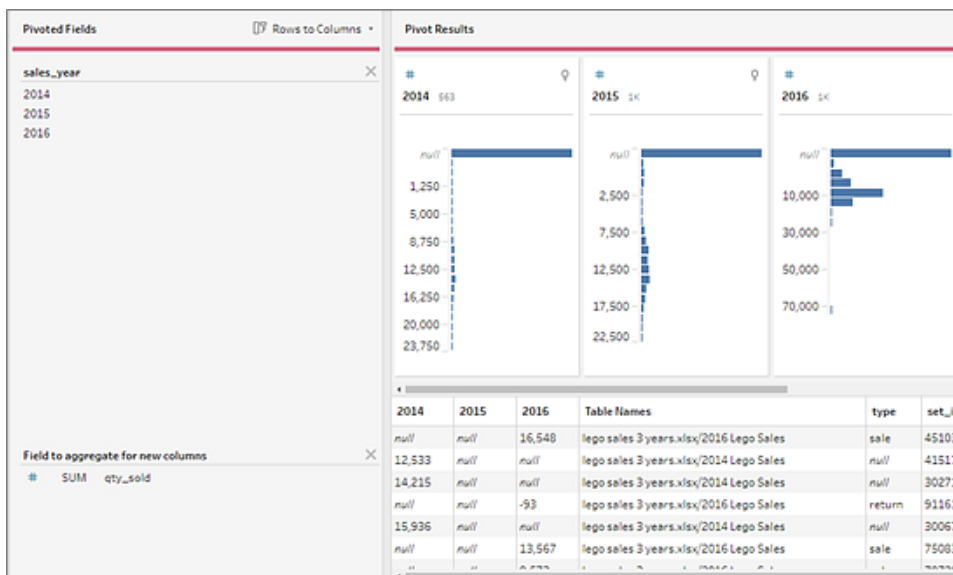 Pivoted Fields
Rows to Columns
sales_year
2014
2015
2016
Field to aggregate for new columns
# SUM qty_sold
Pivot Results
#
2014 563
null
1,250
5,000
8,750
12,500
16,250
20,000
23,750
#
2015 1K
null
2,500
7,500
12,500
17,500
22,500
#
2016 1K
null
10,000
30,000
50,000
70,000
2014 2015 2016 Table Names type
null null 16,548 lego sales 3 years.xlsx/2016 Lego Sales sale 4510
12,533 null null lego sales 3 years.xlsx/2014 Lego Sales null 4151
14,215 null null lego sales 3 years.xlsx/2014 Lego Sales null 3027
null null -93 lego sales 3 years.xlsx/2016 Lego Sales return 9116
15,936 null null lego sales 3 years.xlsx/2014 Lego Sales null 3006
null null 13,567 lego sales 3 years.xlsx/2016 Lego Sales sale 7508